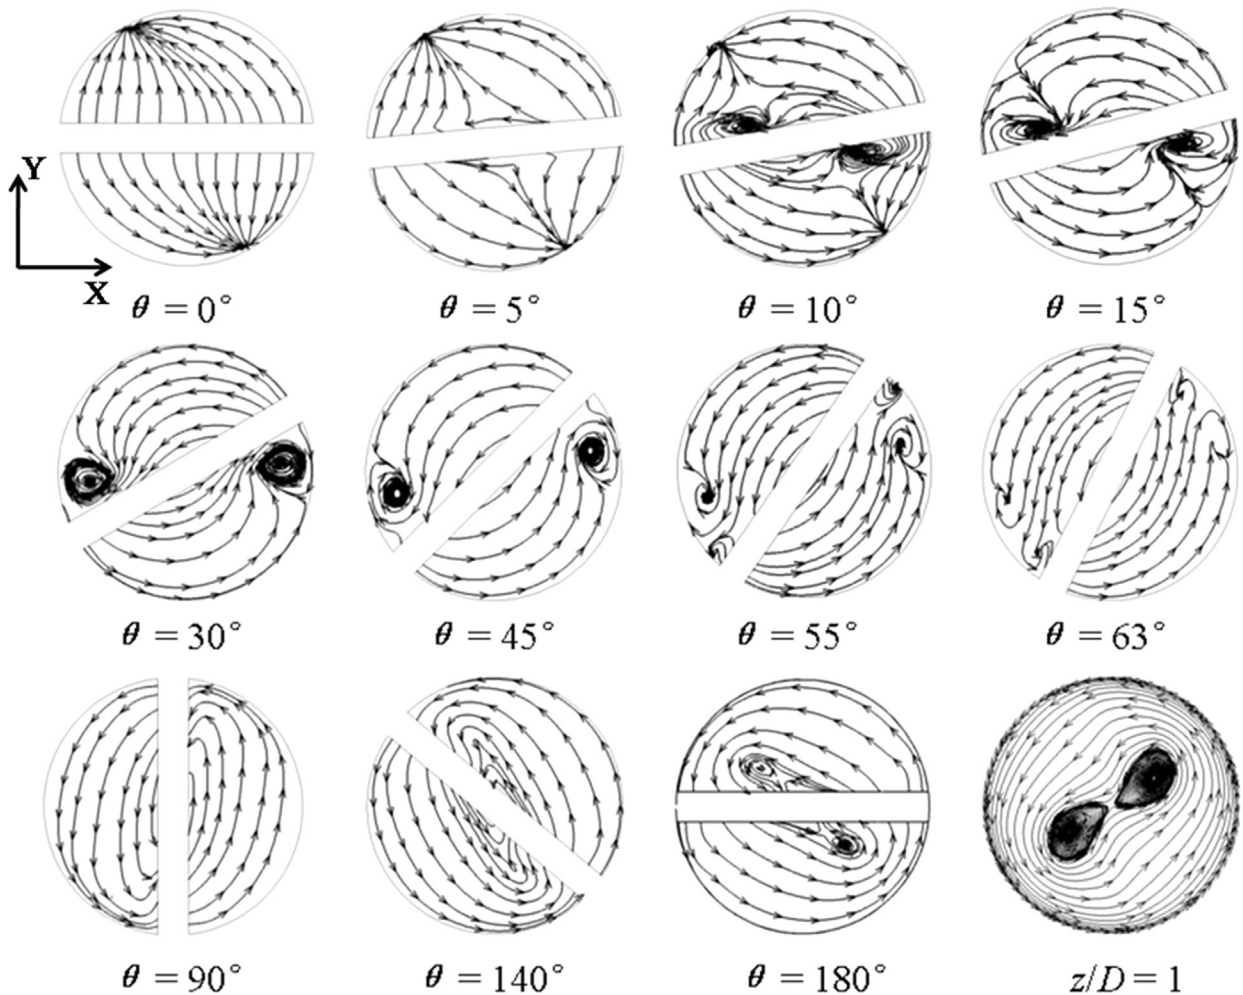 Y
X
θ = 0°
θ = 5°
θ = 10°
θ = 15°
θ = 30°
θ = 45°
θ = 55°
θ = 63°
θ = 90°
θ = 140°
θ = 180°
z/D = 1